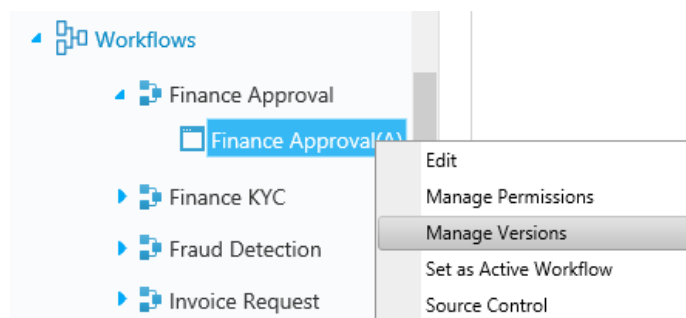 Workflows
Finance Approval
Finance Approval(A)
Edit
Manage Permissions
Finance KYC
Manage Versions
Fraud Detection
Set as Active Workflow
Invoice Request
Source Control